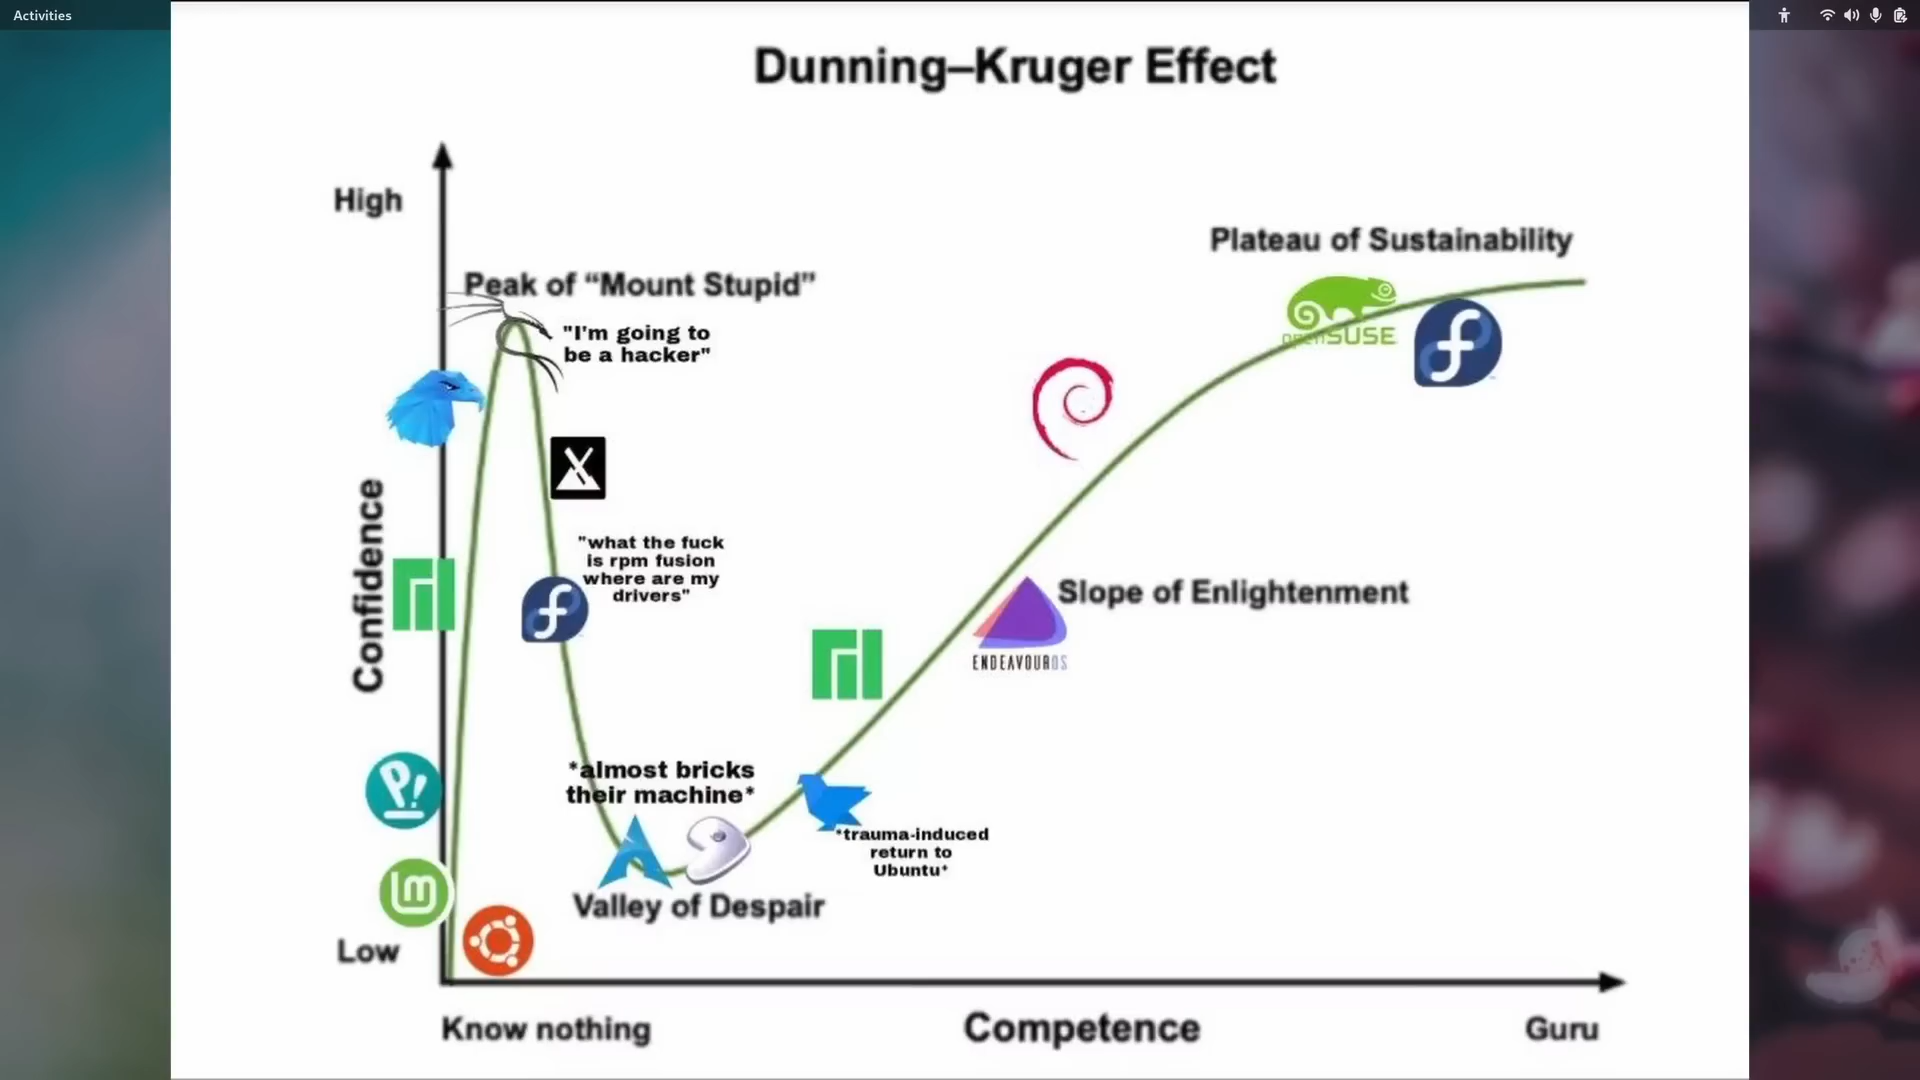 Activities
Dunning–Kruger Effect
High
Plateau of Sustainability
Peak of “Mount Stupid”
"I'm going to
be a hacker"
openSUSE
Confidence
"what the fuck
is rpm fusion
where are my
drivers"
Slope of Enlightenment
ENDEAVOUROS
P!
*almost bricks
their machine*
*trauma-induced
return to
Ubuntu*
lm
Valley of Despair
Low
Know nothing
Competence
Guru